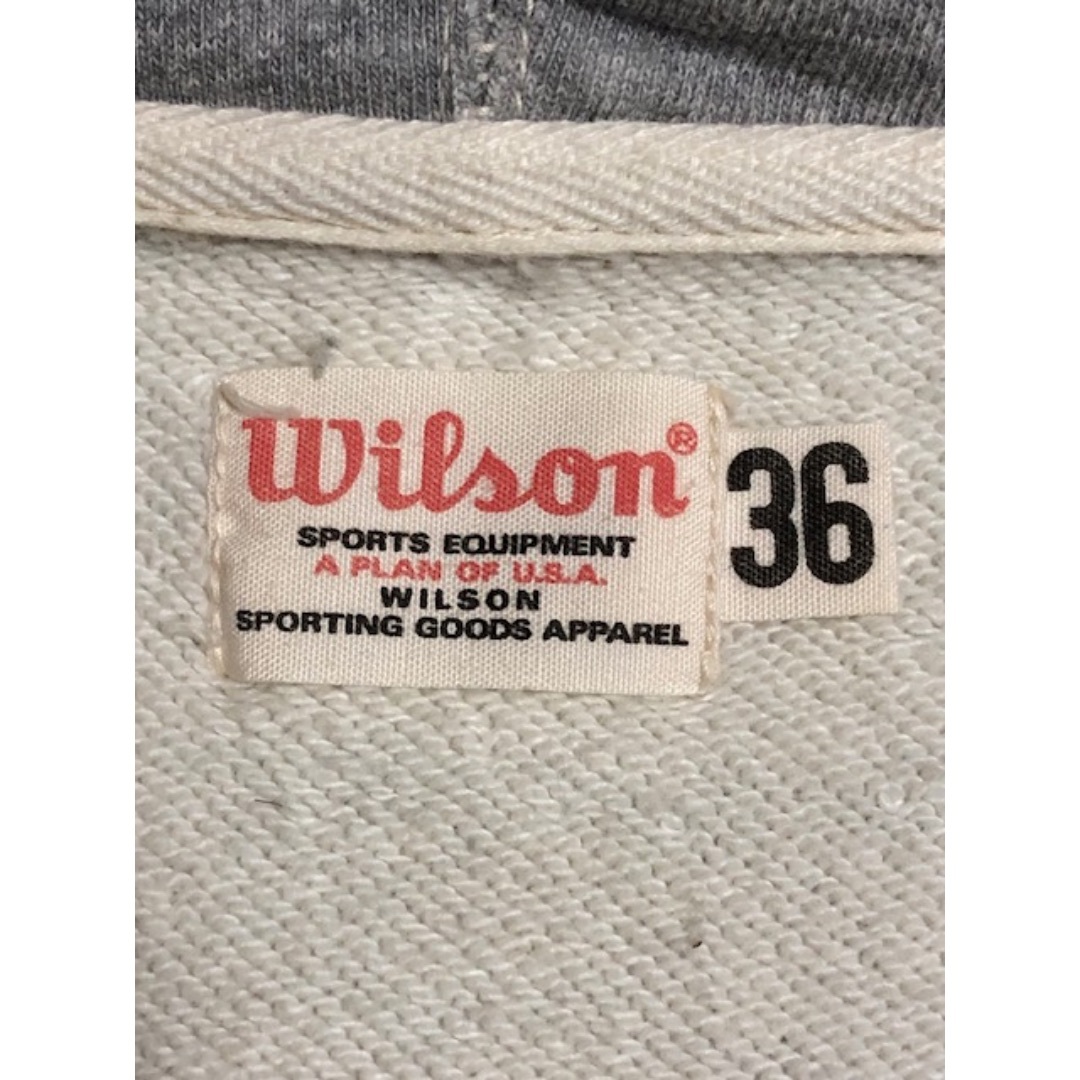 Wilson®
36
SPORTS EQUIPMENT
A PLAN OF U.S.A.
WILSON
SPORTING GOODS APPAREL